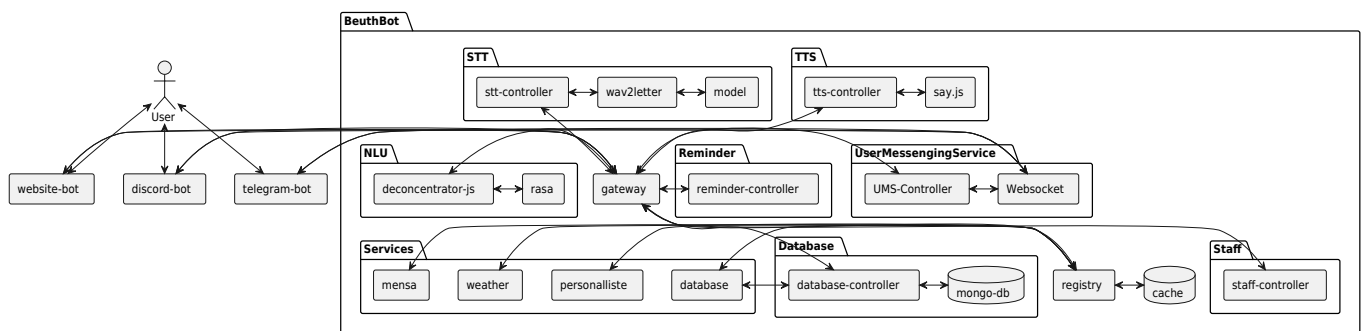 BeuthBot
STT
TTS
stt-controller
wav2letter
model
tts-controller
say.js
User
NLU
Reminder
UserMessengingService
website-bot
discord-bot
telegram-bot
deconcentrator-js
rasa
gateway
reminder-controller
UMS-Controller
Websocket
Services
Database
Staff
mensa
weather
personalliste
database
database-controller
mongo-db
registry
cache
staff-controller